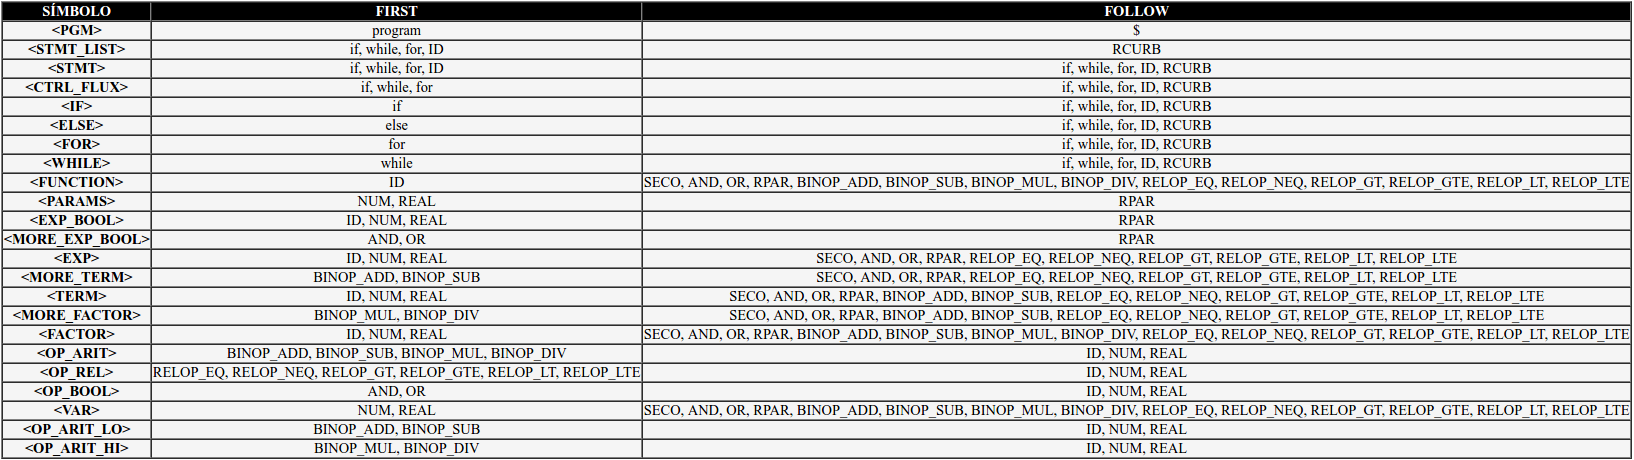 SÍMBOLO FIRST FOLLOW
<PGM> program $
<STMT_LIST> if, while, for, ID RCURB
<STMT> if, while, for, ID if, while, for, ID, RCURB
<CTRL_FLUX> if, while, for if, while, for, ID, RCURB
<IF> if if, while, for, ID, RCURB
<ELSE> else if, while, for, ID, RCURB
<FOR> for if, while, for, ID, RCURB
<WHILE> while if, while, for, ID, RCURB
<FUNCTION> ID SECO, AND, OR, RPAR, BINOP_ADD, BINOP_SUB, BINOP_MUL, BINOP_DIV, RELOP_EQ, RELOP_NEQ, RELOP_GT, RELOP_GTE, RELOP_LT, RELOP_LTE
<PARAMS> NUM, REAL RPAR
<EXP_BOOL> ID, NUM, REAL RPAR
<MORE_EXP_BOOL> AND, OR RPAR
<EXP> ID, NUM, REAL SECO, AND, OR, RPAR, RELOP_EQ, RELOP_NEQ, RELOP_GT, RELOP_GTE, RELOP_LT, RELOP_LTE
<MORE_TERM> BINOP_ADD, BINOP_SUB SECO, AND, OR, RPAR, RELOP_EQ, RELOP_NEQ, RELOP_GT, RELOP_GTE, RELOP_LT, RELOP_LTE
<TERM> ID, NUM, REAL SECO, AND, OR, RPAR, BINOP_ADD, BINOP_SUB, RELOP_EQ, RELOP_NEQ, RELOP_GT, RELOP_GTE, RELOP_LT, RELOP_LTE
<MORE_FACTOR> BINOP_MUL, BINOP_DIV SECO, AND, OR, RPAR, BINOP_ADD, BINOP_SUB, RELOP_EQ, RELOP_NEQ, RELOP_GT, RELOP_GTE, RELOP_LT, RELOP_LTE
<FACTOR> ID, NUM, REAL SECO, AND, OR, RPAR, BINOP_ADD, BINOP_SUB, BINOP_MUL, BINOP_DIV, RELOP_EQ, RELOP_NEQ, RELOP_GT, RELOP_GTE, RELOP_LT, RELOP_LTE
<OP_ARIT> BINOP_ADD, BINOP_SUB, BINOP_MUL, BINOP_DIV ID, NUM, REAL
<OP_REL> RELOP_EQ, RELOP_NEQ, RELOP_GT, RELOP_GTE, RELOP_LT, RELOP_LTE ID, NUM, REAL
<OP_BOOL> AND, OR ID, NUM, REAL
<VAR> NUM, REAL SECO, AND, OR, RPAR, BINOP_ADD, BINOP_SUB, BINOP_MUL, BINOP_DIV, RELOP_EQ, RELOP_NEQ, RELOP_GT, RELOP_GTE, RELOP_LT, RELOP_LTE
<OP_ARIT_LO> BINOP_ADD, BINOP_SUB ID, NUM, REAL
<OP_ARIT_HI> BINOP_MUL, BINOP_DIV ID, NUM, REAL